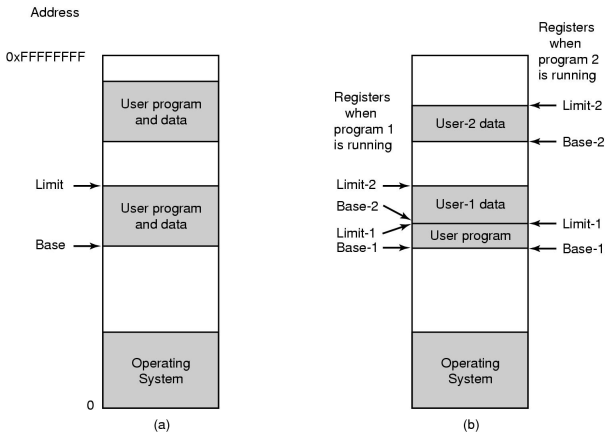 Address
0xFFFFFFFF
User program
and data
Limit
User program
and data
Base
Operating
System
0
(a)
Registers
when
program 1
is running
Limit-2
Base-2
Limit-1
Base-1
User-2 data
User-1 data
User program
Operating
System
Registers
when
program 2
is running
Limit-2
Base-2
Limit-1
Base-1
(b)